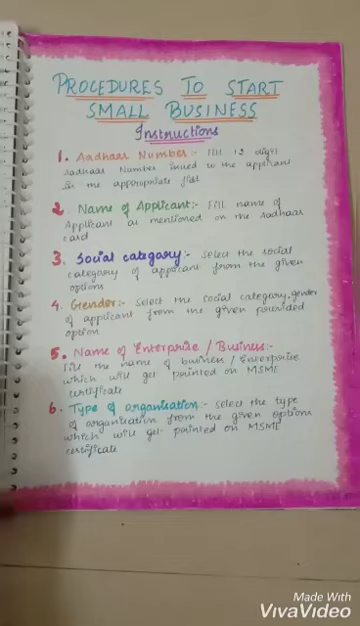 PROCEDURES TO START
SMALL BUSINESS
Instructions
1. Aadhaar Number:- Fill 12 digit
Aadhaar Number issued to the applicant
in the appropriate field
2. Name of Applicant:- Fill name of
Applicant as mentioned on the Aadhaar
card
3. Social category:- Select the social
category of applicant from the given
options
4. Gender:- Select the social category, gender
of applicant from the given provided
option
5. Name of Enterprise / Business:-
Fill the name of business / Enterprise
which will get painted on MSME
certificate
6. Type of organisation:- Select the type
of organisation from the given options
which will get painted on MSME
certificate
Made With
VivaVideo